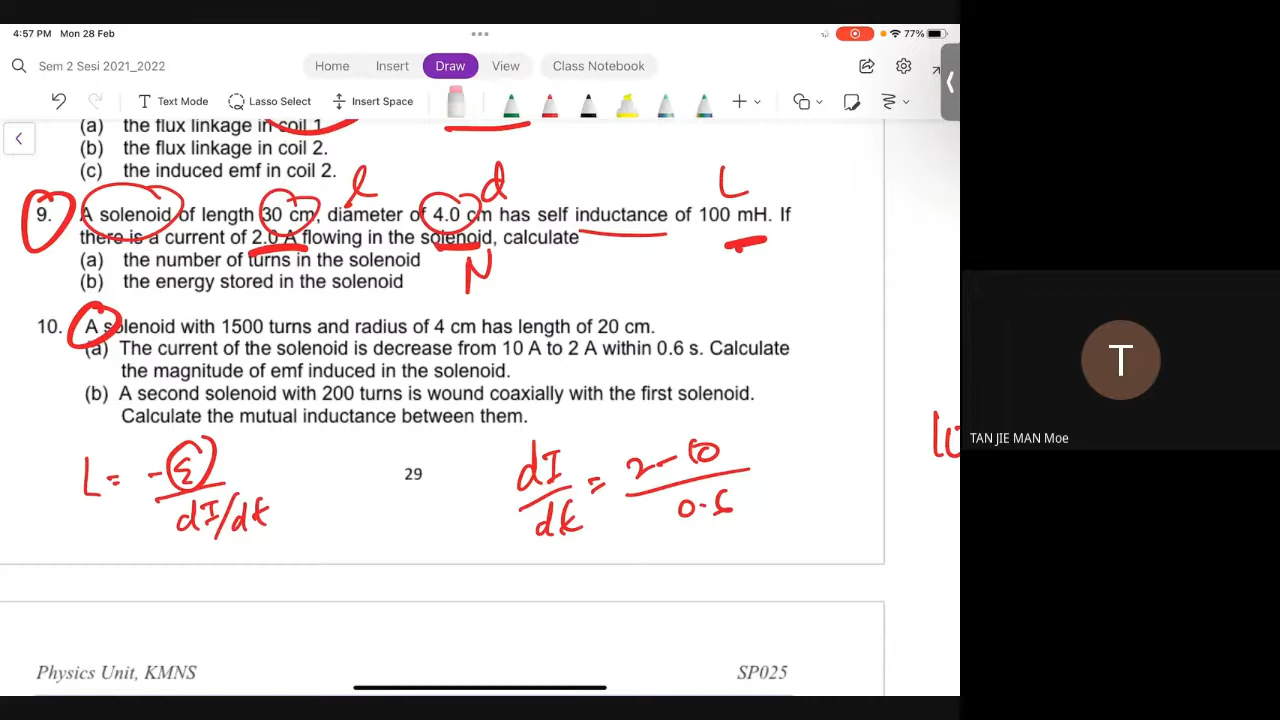 4:57 PM Mon 28 Feb
77%
Sem 2 Sesi 2021_2022
Home Insert Draw View Class Notebook
Text Mode Lasso Select Insert Space
(a) the flux linkage in coil 1
(b) the flux linkage in coil 2.
(c) the induced emf in coil 2.
l d L
9. A solenoid of length 30 cm, diameter of 4.0 cm has self inductance of 100 mH. If
there is a current of 2.0 A flowing in the solenoid, calculate
(a) the number of turns in the solenoid
N
(b) the energy stored in the solenoid
10. A solenoid with 1500 turns and radius of 4 cm has length of 20 cm.
(a) The current of the solenoid is decrease from 10 A to 2 A within 0.6 s. Calculate
the magnitude of emf induced in the solenoid.
(b) A second solenoid with 200 turns is wound coaxially with the first solenoid.
Calculate the mutual inductance between them.
L = -ε / dI/dt
dI/dt = 2-10 / 0.6
29
Physics Unit, KMNS SP025
T
TAN JIE MAN Moe